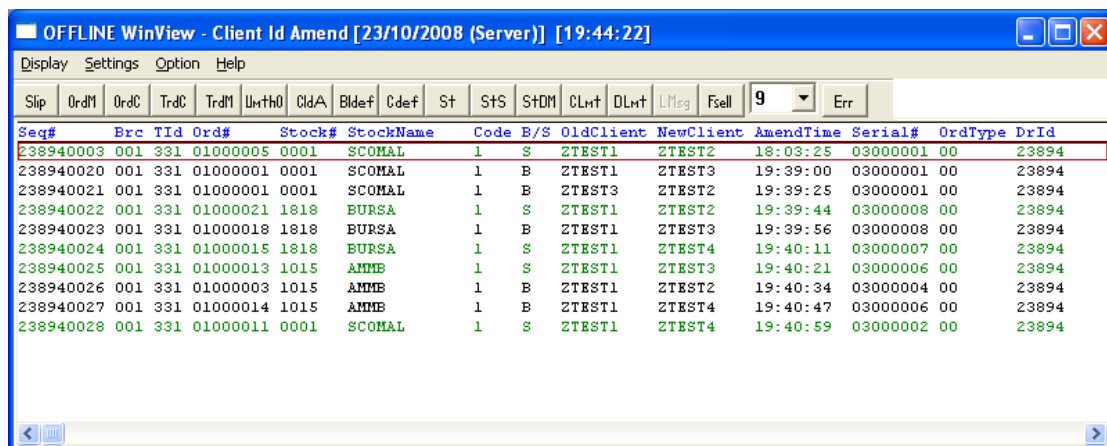 OFFLINE WinView - Client Id Amend [23/10/2008 (Server)] [19:44:22]
Display Settings Option Help
Slip OrdM OrdC TrdC TrdM UmthO CldA Bldef Cdef St StS StDM CLmt DLmt LMsg Fsell 9 Err
Seq# Brc TId Ord# Stock# StockName Code B/S OldClient NewClient AmendTime Serial# OrdType DrId
238940003 001 331 01000005 0001 SCOMAL 1 S ZTEST1 ZTEST2 18:03:25 03000001 00 23894
238940020 001 331 01000001 0001 SCOMAL 1 B ZTEST1 ZTEST3 19:39:00 03000001 00 23894
238940021 001 331 01000001 0001 SCOMAL 1 B ZTEST3 ZTEST2 19:39:25 03000001 00 23894
238940022 001 331 01000021 1818 BURSA 1 S ZTEST1 ZTEST2 19:39:44 03000008 00 23894
238940023 001 331 01000018 1818 BURSA 1 B ZTEST1 ZTEST3 19:39:56 03000008 00 23894
238940024 001 331 01000015 1818 BURSA 1 S ZTEST1 ZTEST4 19:40:11 03000007 00 23894
238940025 001 331 01000013 1015 AMMB 1 S ZTEST1 ZTEST3 19:40:21 03000006 00 23894
238940026 001 331 01000003 1015 AMMB 1 B ZTEST1 ZTEST2 19:40:34 03000004 00 23894
238940027 001 331 01000014 1015 AMMB 1 B ZTEST1 ZTEST4 19:40:47 03000006 00 23894
238940028 001 331 01000011 0001 SCOMAL 1 S ZTEST1 ZTEST4 19:40:59 03000002 00 23894